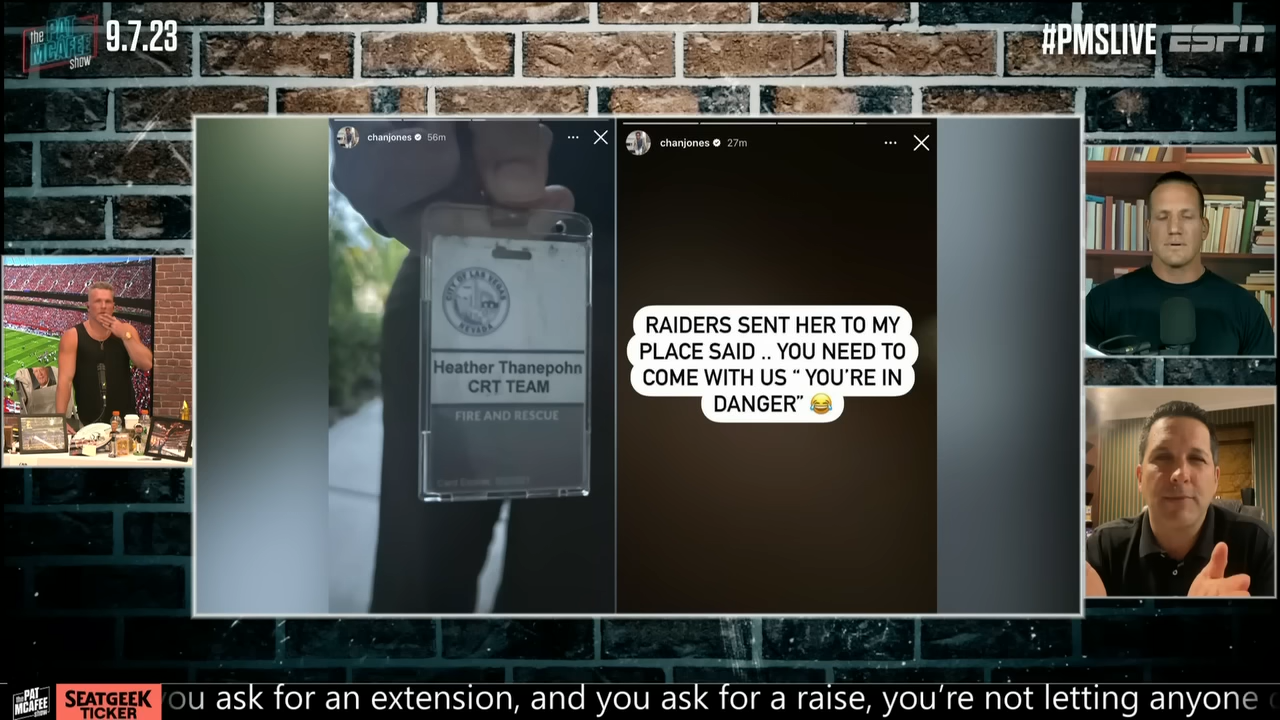 the PAT MCAFEE show
9.7.23
#PMSLIVE ESPN
chanjones 56m
CITY OF LAS VEGAS
NEVADA
Heather Thanepohn
CRT TEAM
FIRE AND RESCUE
chanjones 27m
RAIDERS SENT HER TO MY
PLACE SAID .. YOU NEED TO
COME WITH US “ YOU’RE IN
DANGER” 😂
the PAT MCAFEE show
SEATGEEK
TICKER
you ask for an extension, and you ask for a raise, you’re not letting anyone